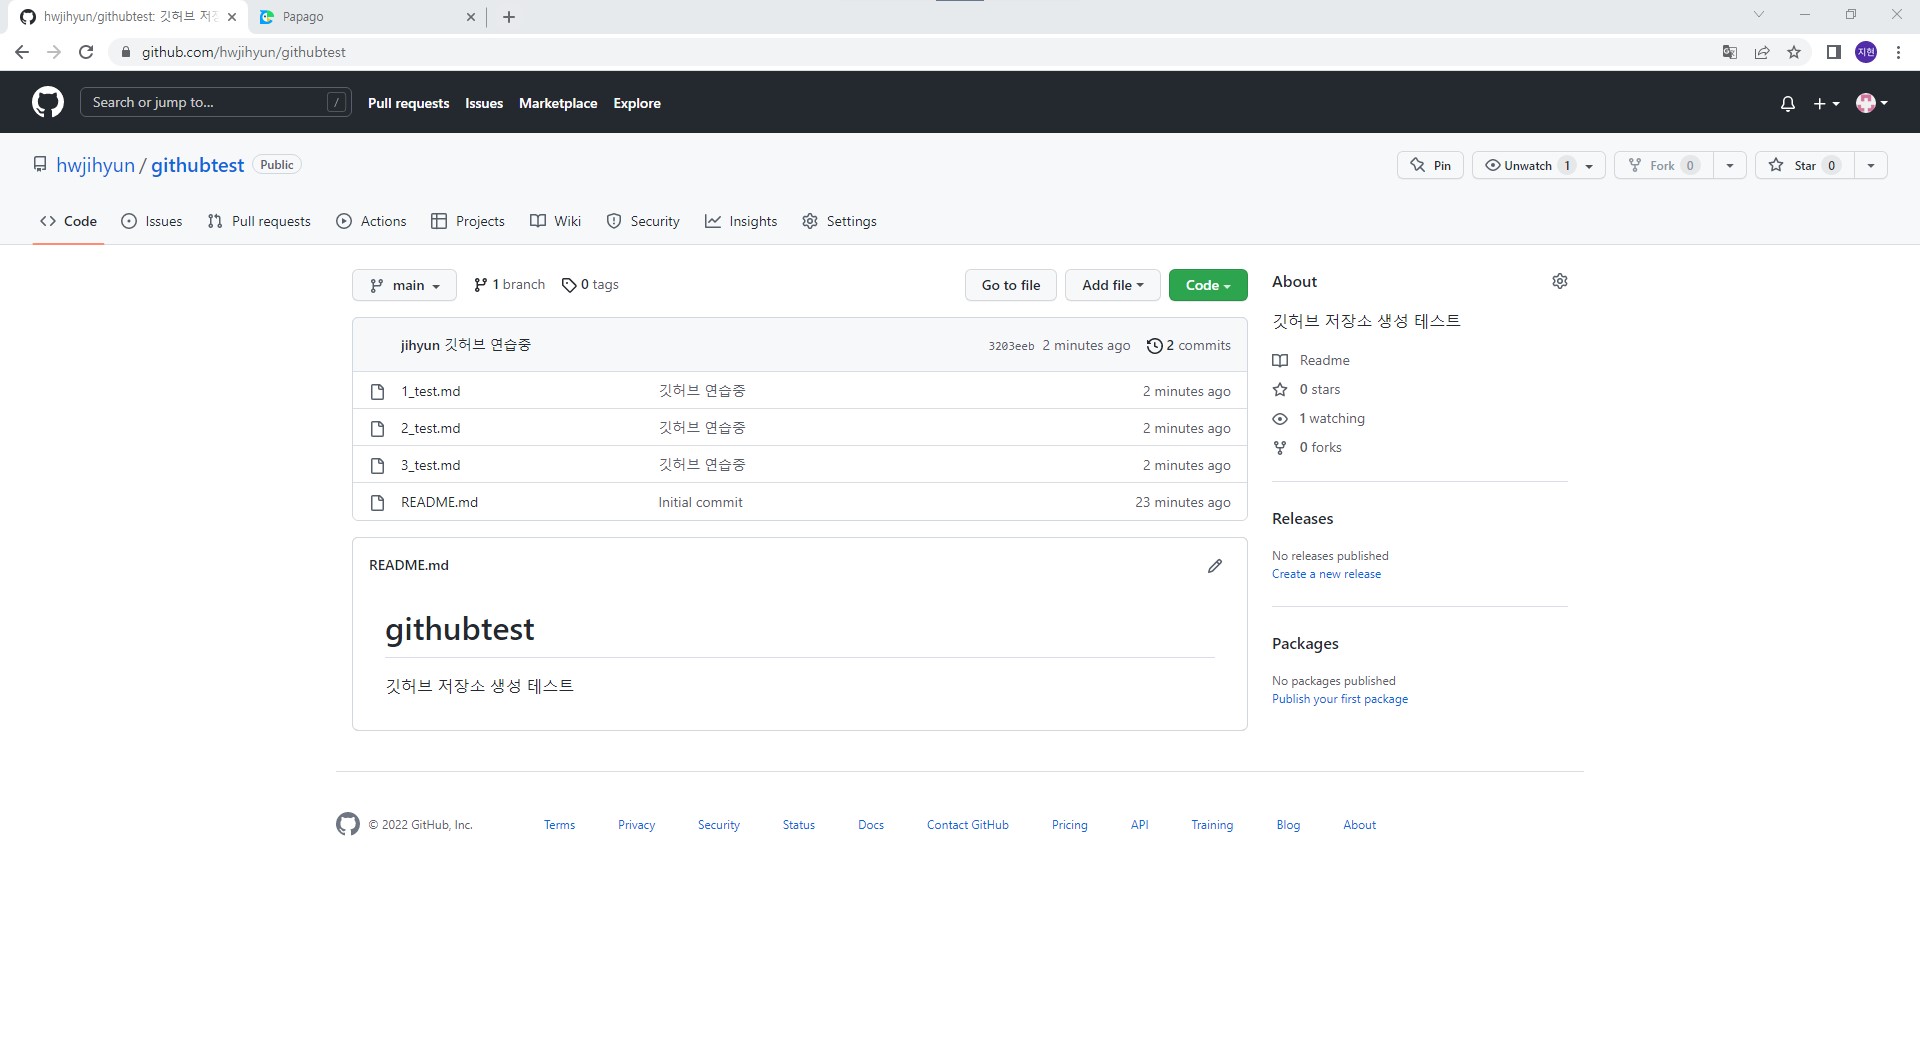 hwjihyun/githubtest: 깃허브 저장
Papago
github.com/hwjihyun/githubtest
지현
Search or jump to... /
Pull requests Issues Marketplace Explore
hwjihyun / githubtest Public
Pin Unwatch 1 Fork 0 Star 0
Code Issues Pull requests Actions Projects Wiki Security Insights Settings
main 1 branch 0 tags Go to file Add file Code
jihyun 깃허브 연습중 3203eeb 2 minutes ago 2 commits
1_test.md 깃허브 연습중 2 minutes ago
2_test.md 깃허브 연습중 2 minutes ago
3_test.md 깃허브 연습중 2 minutes ago
README.md Initial commit 23 minutes ago
README.md
githubtest
깃허브 저장소 생성 테스트
About
깃허브 저장소 생성 테스트
Readme
0 stars
1 watching
0 forks
Releases
No releases published
Create a new release
Packages
No packages published
Publish your first package
© 2022 GitHub, Inc. Terms Privacy Security Status Docs Contact GitHub Pricing API Training Blog About